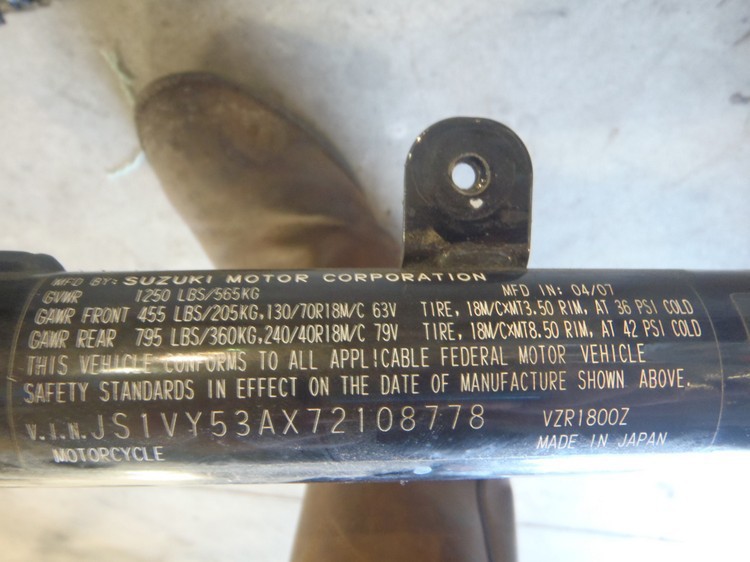 MFD BY: SUZUKI MOTOR CORPORATION MFD IN: 04/07
GVWR 1250 LBS/565KG
GAWR FRONT 455 LBS/205KG,130/70R18M/C 63V TIRE, 18M/C×MT3.50 RIM, AT 36 PSI COLD
GAWR REAR 795 LBS/360KG,240/40R18M/C 79V TIRE, 18M/C×MT8.50 RIM, AT 42 PSI COLD
THIS VEHICLE CONFORMS TO ALL APPLICABLE FEDERAL MOTOR VEHICLE
SAFETY STANDARDS IN EFFECT ON THE DATE OF MANUFACTURE SHOWN ABOVE.
V.I.N.JS1VY53AX72108778 VZR1800Z
MOTORCYCLE MADE IN JAPAN